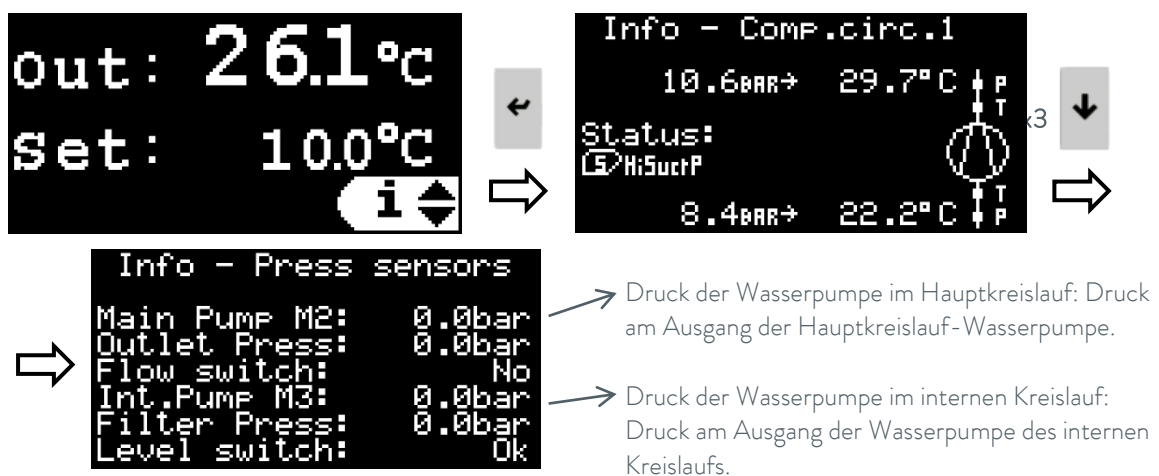 Out: 26.1°C
Set: 10.0°C
i
Info - Comp.circ.1
10.6BAR→ 29.7°C P
T
Status:
HiSuctP
8.4BAR→ 22.2°C T
P
x3
Info - Press sensors
Main Pump M2: 0.0bar
Outlet Press: 0.0bar
Flow switch: No
Int.Pump M3: 0.0bar
Filter Press: 0.0bar
Level switch: Ok
Druck der Wasserpumpe im Hauptkreislauf: Druck
am Ausgang der Hauptkreislauf-Wasserpumpe.
Druck der Wasserpumpe im internen Kreislauf:
Druck am Ausgang der Wasserpumpe des internen
Kreislaufs.